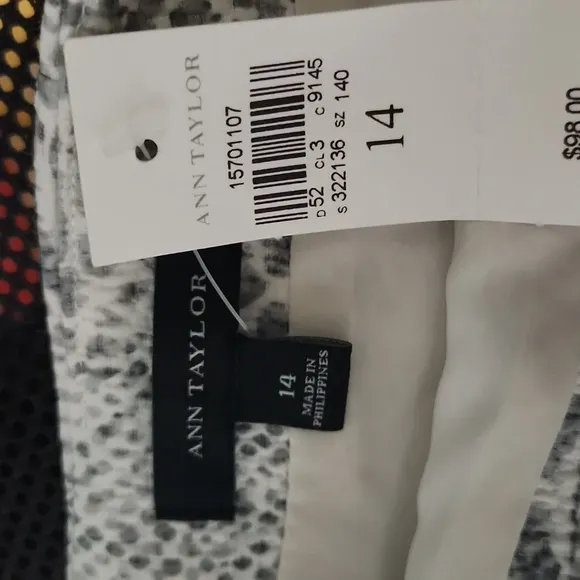 ANN TAYLOR
15701107
D 52 CL 3 C 9145
S 322136 SZ 140
14
$98.00
ANN TAYLOR
14
MADE IN
PHILIPPINES